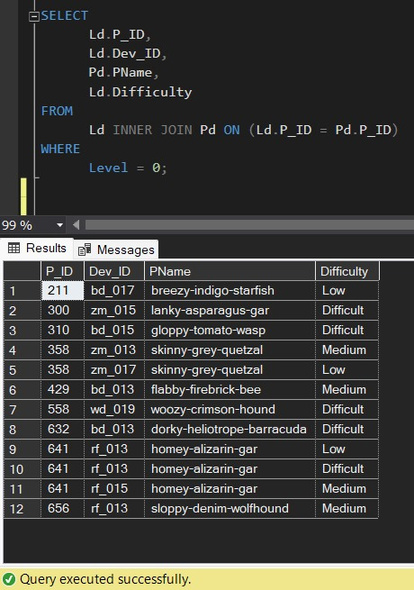 SELECT
Ld.P_ID,
Ld.Dev_ID,
Pd.PName,
Ld.Difficulty
FROM
Ld INNER JOIN Pd ON (Ld.P_ID = Pd.P_ID)
WHERE
Level = 0;
99 %
Results Messages
P_ID Dev_ID PName Difficulty
1 211 bd_017 breezy-indigo-starfish Low
2 300 zm_015 lanky-asparagus-gar Difficult
3 310 bd_015 gloppy-tomato-wasp Difficult
4 358 zm_013 skinny-grey-quetzal Medium
5 358 zm_017 skinny-grey-quetzal Low
6 429 bd_013 flabby-firebrick-bee Medium
7 558 wd_019 woozy-crimson-hound Difficult
8 632 bd_013 dorky-heliotrope-barracuda Difficult
9 641 rf_013 homey-alizarin-gar Low
10 641 rf_013 homey-alizarin-gar Difficult
11 641 rf_015 homey-alizarin-gar Medium
12 656 rf_013 sloppy-denim-wolfhound Medium
Query executed successfully.